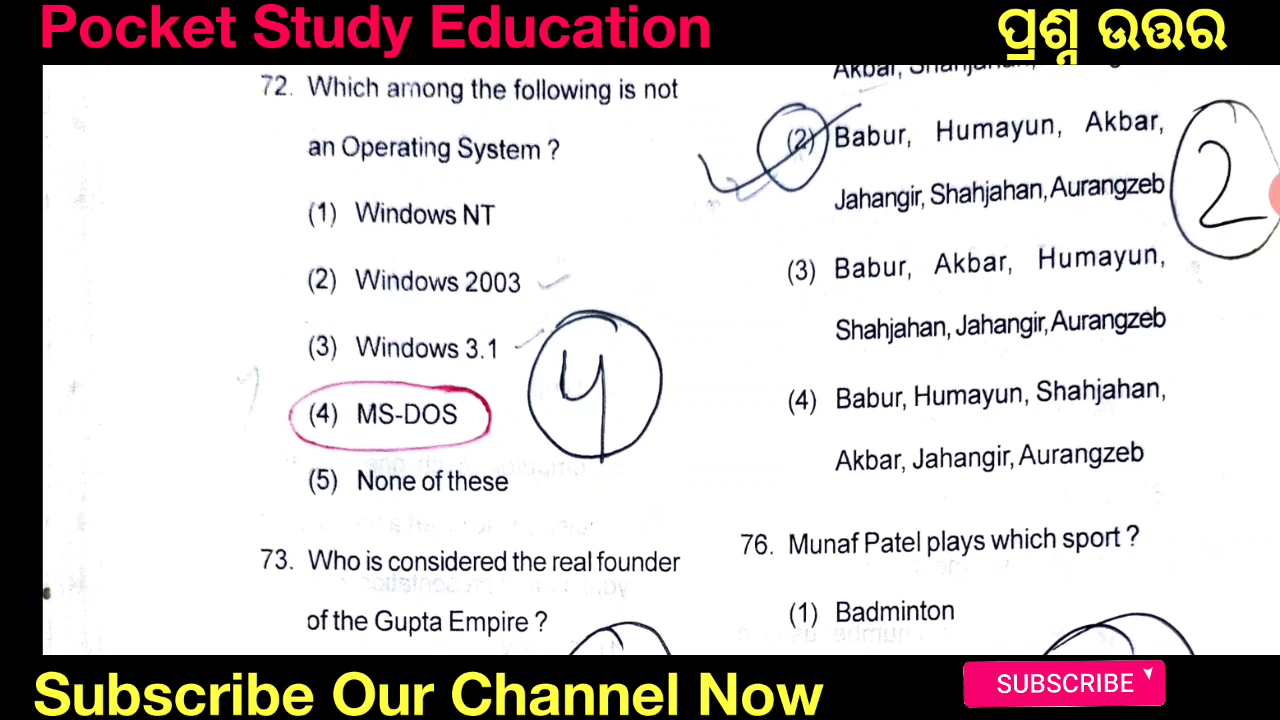 Pocket Study Education
ପ୍ରଶ୍ନ ଉତ୍ତର
72. Which among the following is not
an Operating System ?
(1) Windows NT
(2) Windows 2003
(3) Windows 3.1
4
(4) MS-DOS
(5) None of these
73. Who is considered the real founder
of the Gupta Empire ?
(2) Babur, Humayun, Akbar,
Jahangir, Shahjahan, Aurangzeb
2
(3) Babur, Akbar, Humayun,
Shahjahan, Jahangir, Aurangzeb
(4) Babur, Humayun, Shahjahan,
Akbar, Jahangir, Aurangzeb
76. Munaf Patel plays which sport ?
(1) Badminton
Subscribe Our Channel Now
SUBSCRIBE